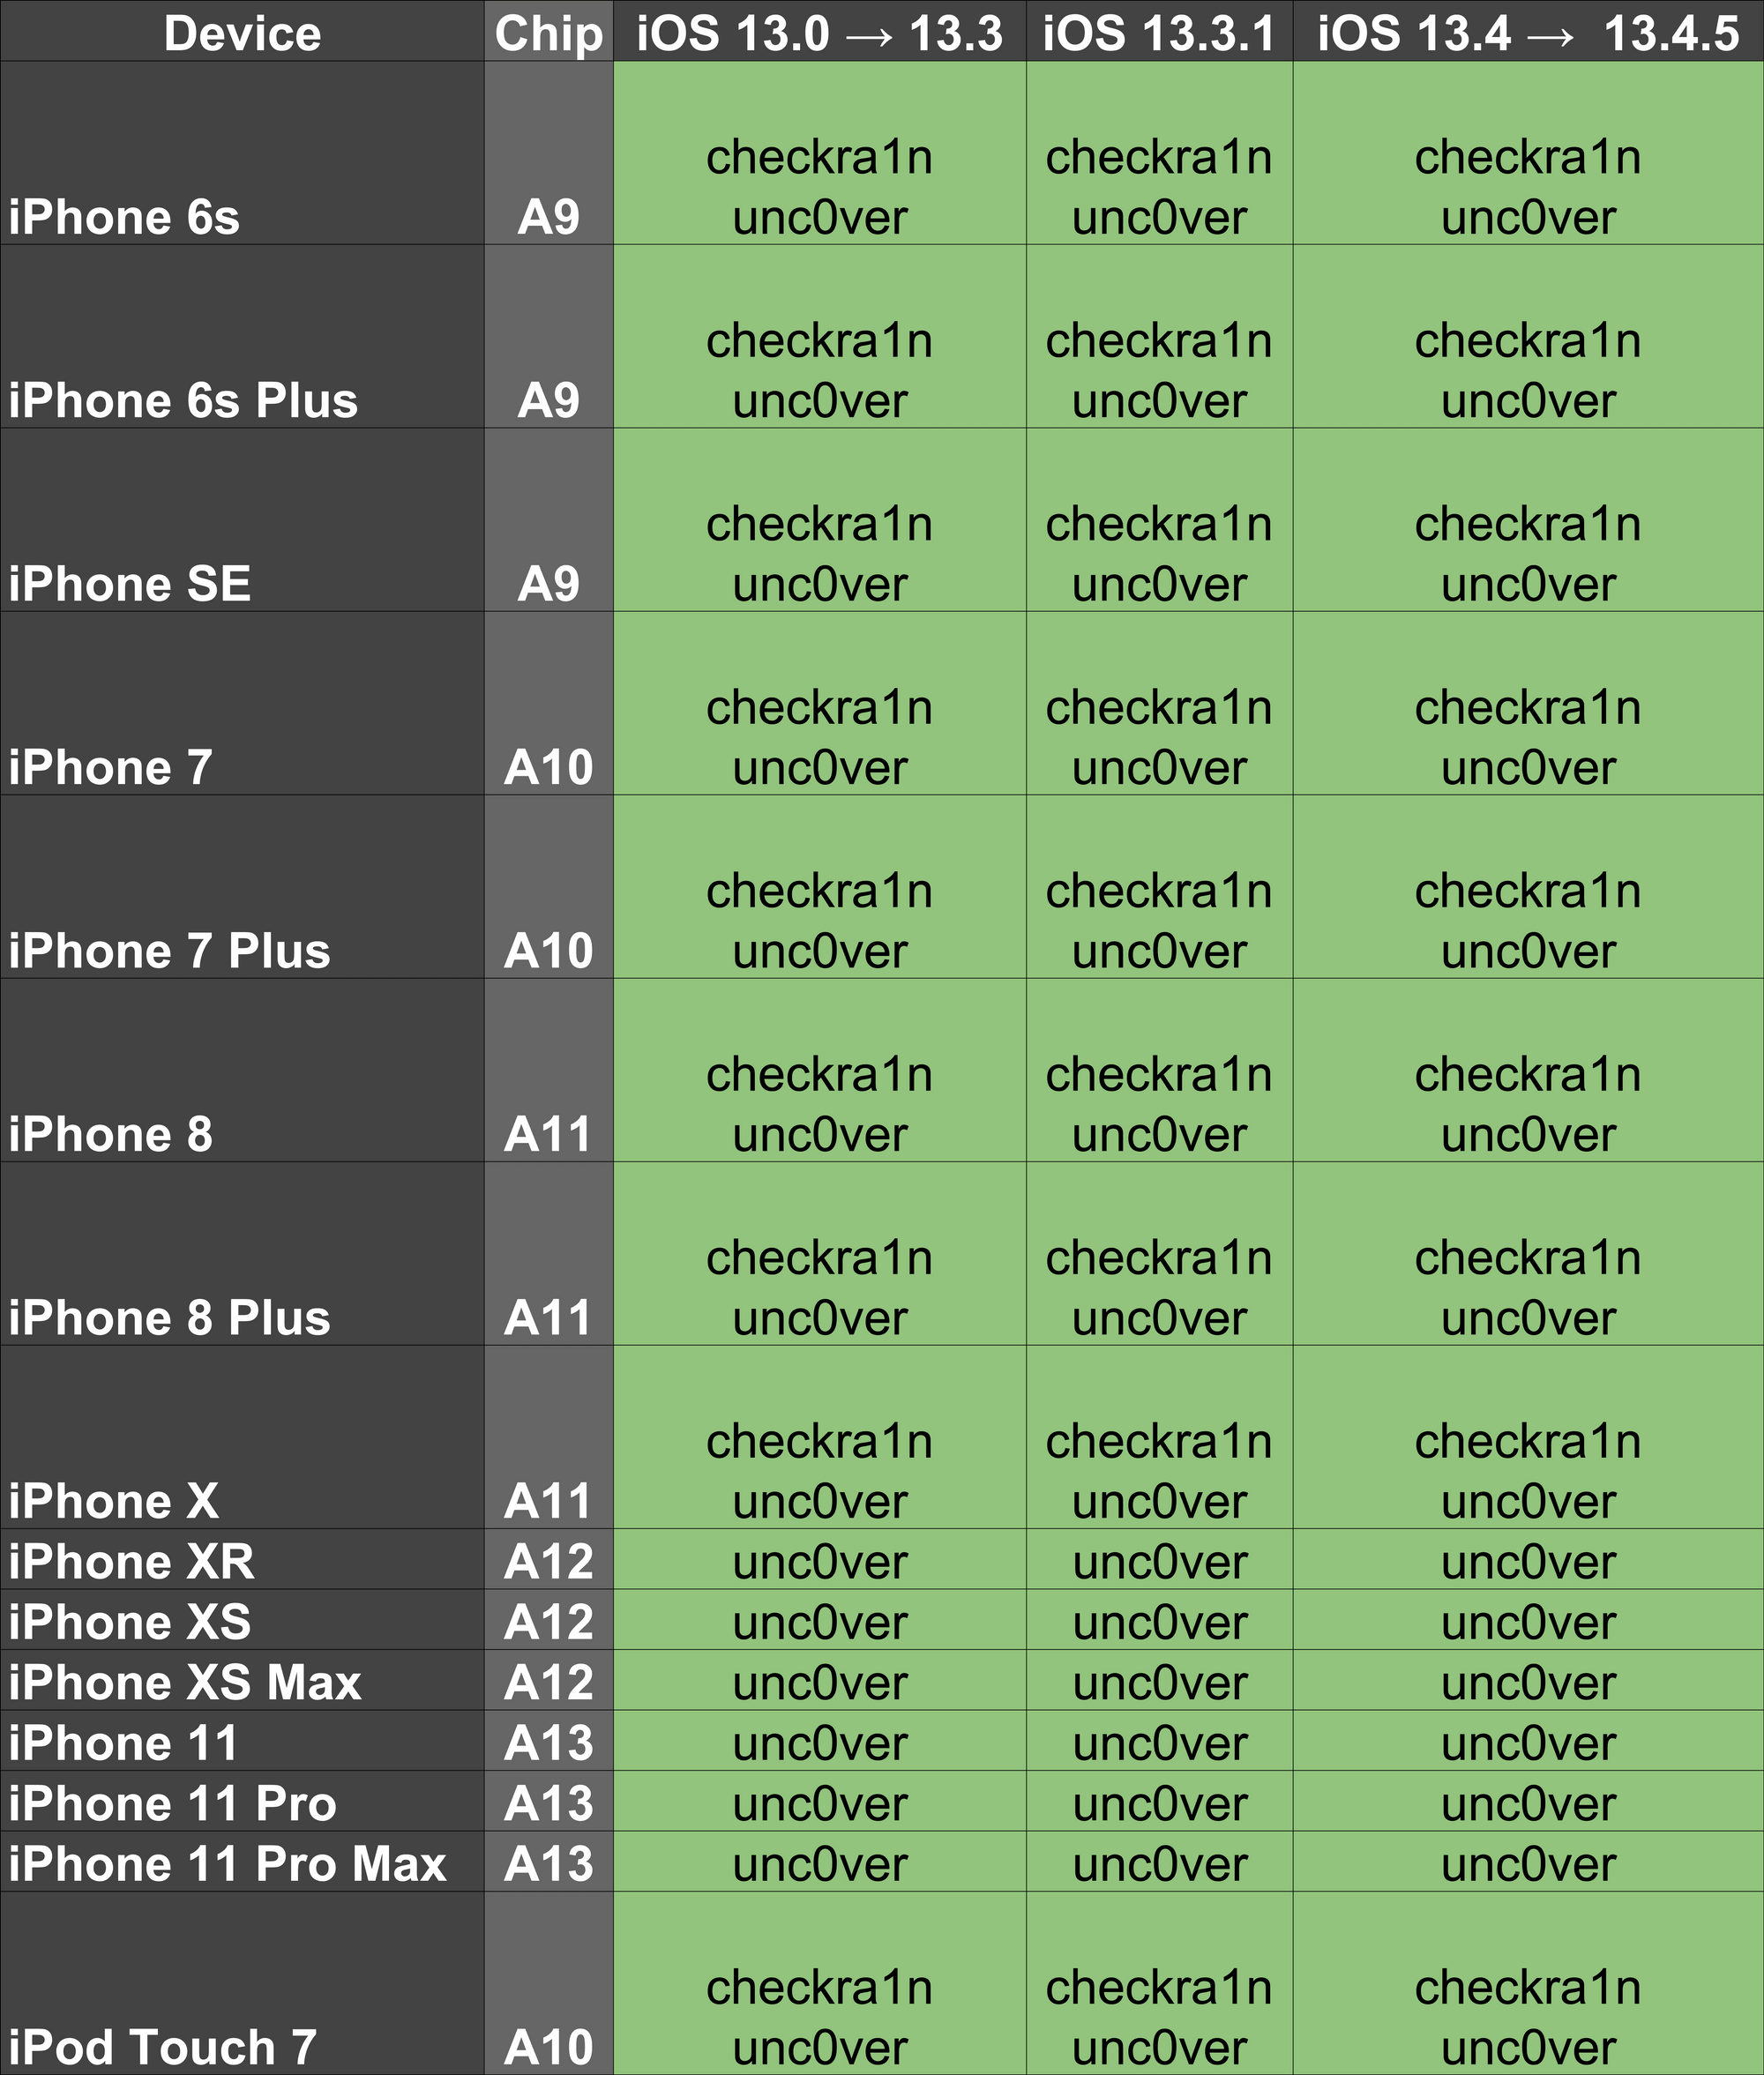 Device Chip iOS 13.0 → 13.3 iOS 13.3.1 iOS 13.4 → 13.4.5
checkra1n checkra1n checkra1n
iPhone 6s A9 unc0ver unc0ver unc0ver
checkra1n checkra1n checkra1n
iPhone 6s Plus A9 unc0ver unc0ver unc0ver
checkra1n checkra1n checkra1n
iPhone SE A9 unc0ver unc0ver unc0ver
checkra1n checkra1n checkra1n
iPhone 7 A10 unc0ver unc0ver unc0ver
checkra1n checkra1n checkra1n
iPhone 7 Plus A10 unc0ver unc0ver unc0ver
checkra1n checkra1n checkra1n
iPhone 8 A11 unc0ver unc0ver unc0ver
checkra1n checkra1n checkra1n
iPhone 8 Plus A11 unc0ver unc0ver unc0ver
checkra1n checkra1n checkra1n
iPhone X A11 unc0ver unc0ver unc0ver
iPhone XR A12 unc0ver unc0ver unc0ver
iPhone XS A12 unc0ver unc0ver unc0ver
iPhone XS Max A12 unc0ver unc0ver unc0ver
iPhone 11 A13 unc0ver unc0ver unc0ver
iPhone 11 Pro A13 unc0ver unc0ver unc0ver
iPhone 11 Pro Max A13 unc0ver unc0ver unc0ver
checkra1n checkra1n checkra1n
iPod Touch 7 A10 unc0ver unc0ver unc0ver